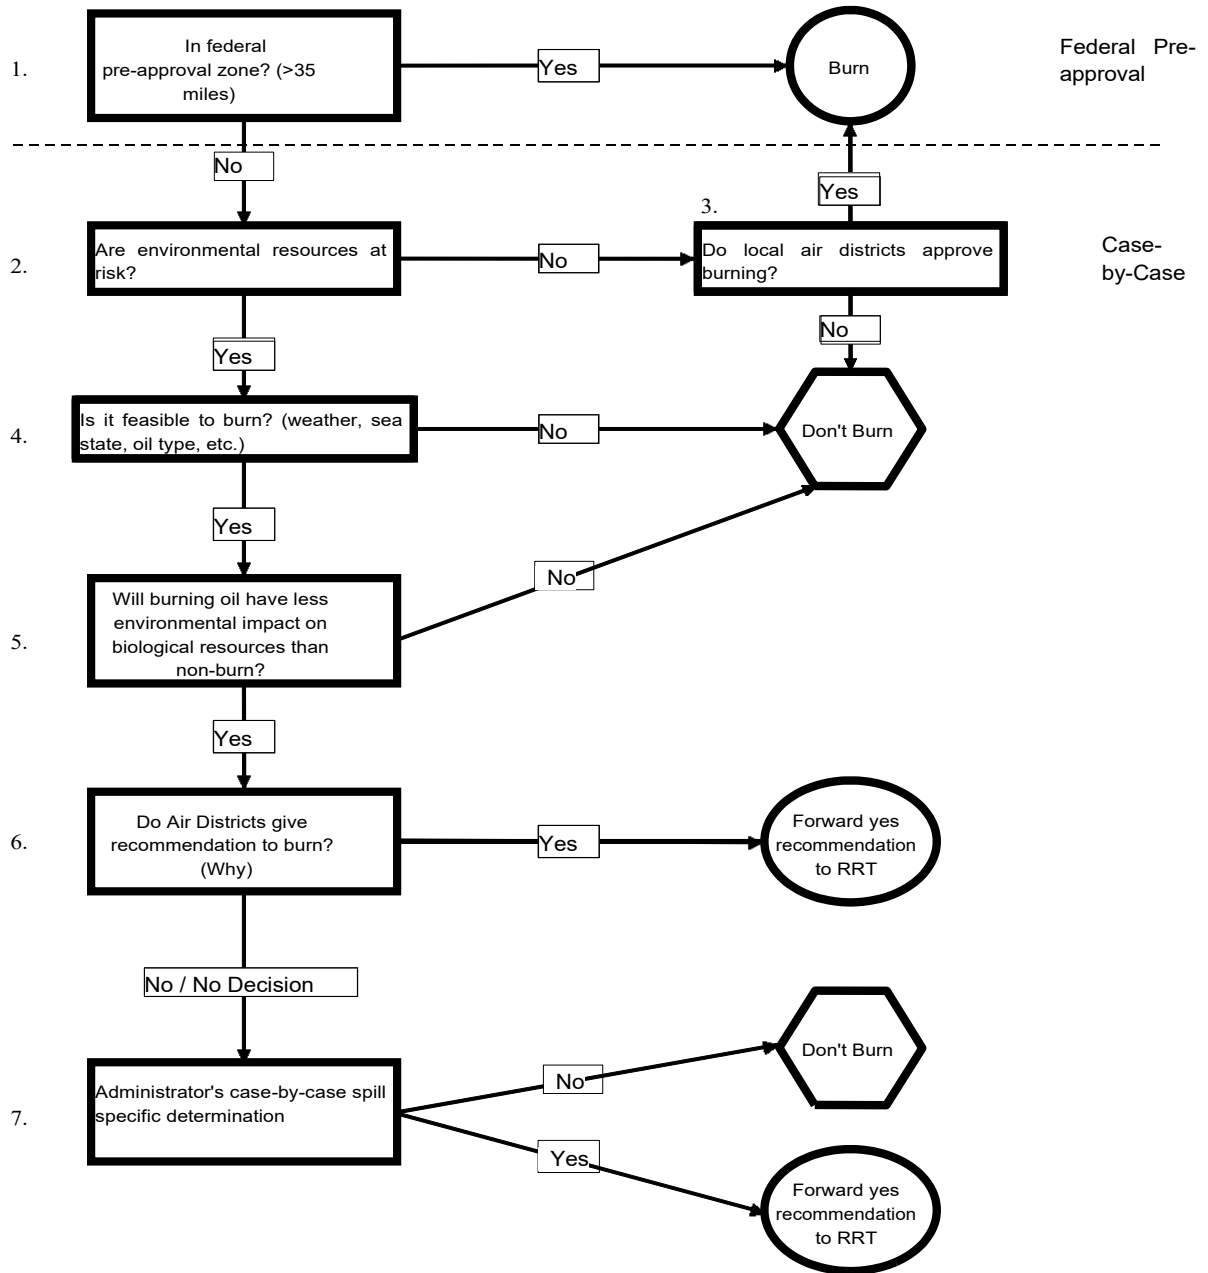 1.
In federal
pre-approval zone? (>35
miles)
Yes
Burn
Federal Pre-
approval
No
Yes
2.
Are environmental resources at
risk?
No
3.
Do local air districts approve
burning?
Case-
by-Case
Yes
No
4.
Is it feasible to burn? (weather, sea
state, oil type, etc.)
No
Don't Burn
Yes
No
5.
Will burning oil have less
environmental impact on
biological resources than
non-burn?
Yes
6.
Do Air Districts give
recommendation to burn?
(Why)
Yes
Forward yes
recommendation
to RRT
No / No Decision
7.
Administrator's case-by-case spill
specific determination
No
Don't Burn
Yes
Forward yes
recommendation
to RRT